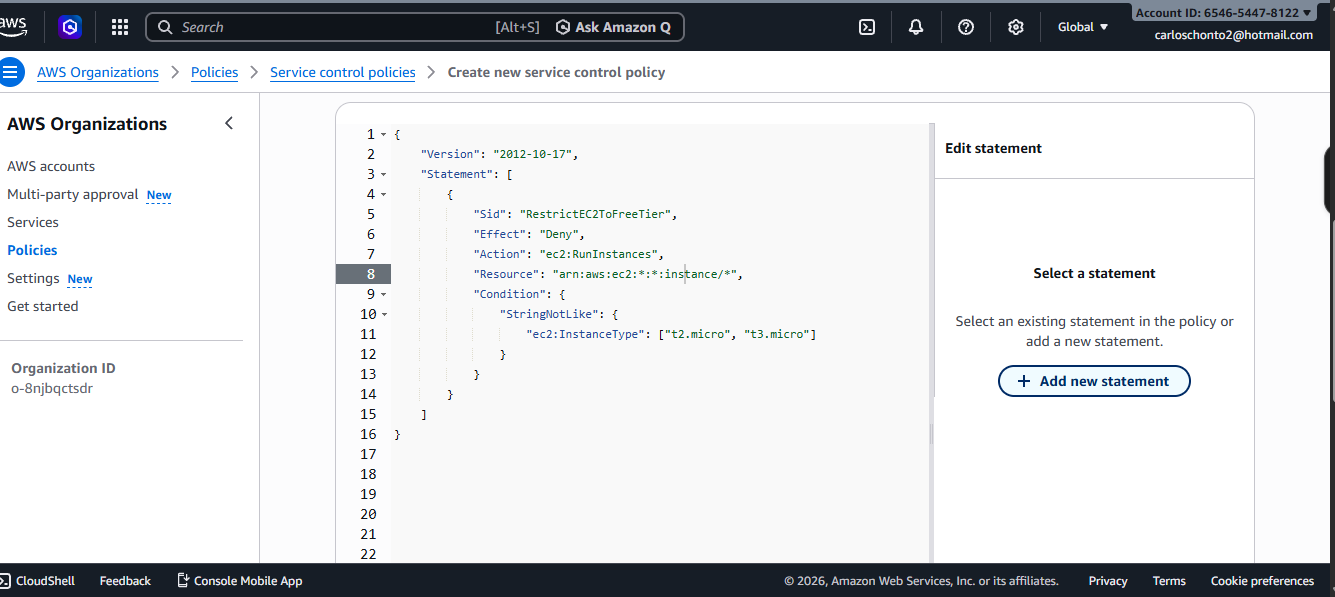 aws
Search [Alt+S] Ask Amazon Q
Global
Account ID: 6546-5447-8122
carloschonto2@hotmail.com
AWS Organizations > Policies > Service control policies > Create new service control policy
AWS Organizations
AWS accounts
Multi-party approval New
Services
Policies
Settings New
Get started
Organization ID
o-8njbqctsdr
1 {
2 "Version": "2012-10-17",
3 "Statement": [
4 {
5 "Sid": "RestrictEC2ToFreeTier",
6 "Effect": "Deny",
7 "Action": "ec2:RunInstances",
8 "Resource": "arn:aws:ec2:*:*:instance/*",
9 "Condition": {
10 "StringNotLike": {
11 "ec2:InstanceType": ["t2.micro", "t3.micro"]
12 }
13 }
14 }
15 ]
16 }
17
18
19
20
21
22
Edit statement
Select a statement
Select an existing statement in the policy or
add a new statement.
+ Add new statement
CloudShell Feedback Console Mobile App © 2026, Amazon Web Services, Inc. or its affiliates. Privacy Terms Cookie preferences